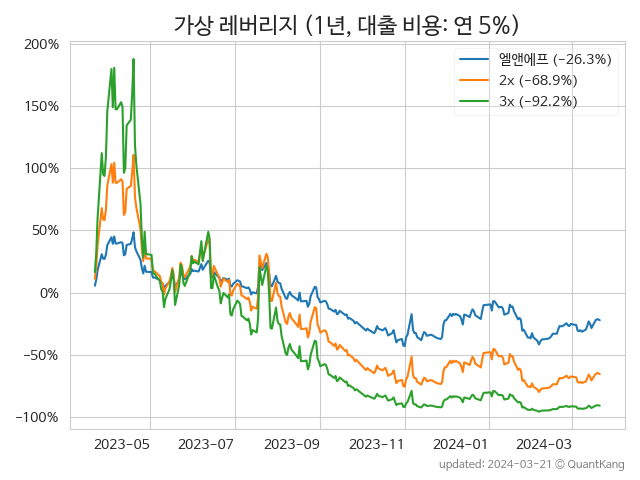 가상 레버리지 (1년, 대출 비용: 연 5%)
200%
150%
100%
50%
0%
−50%
−100%
엘앤에프 (−26.3%)
2x (−68.9%)
3x (−92.2%)
2023-05
2023-07
2023-09
2023-11
2024-01
2024-03
updated: 2024-03-21 © QuantKang